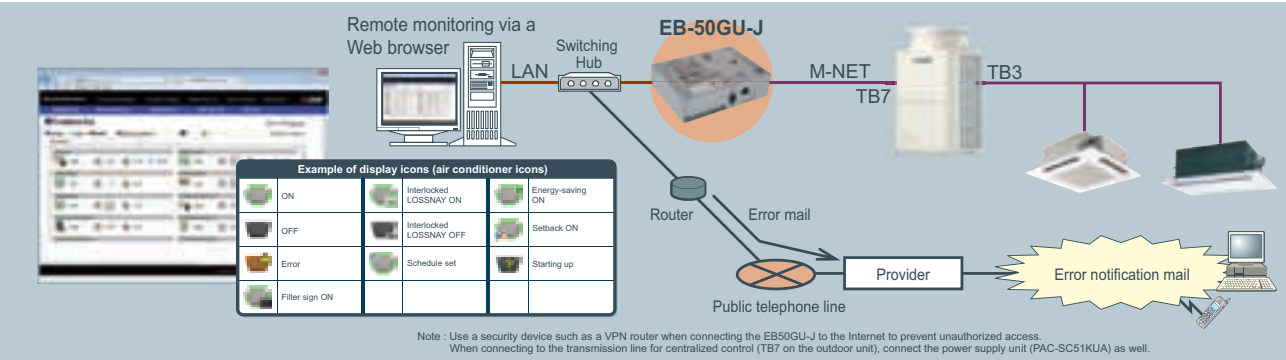 Remote monitoring via a
Web browser
LAN
Switching
Hub
EB-50GU-J
M-NET
TB7
TB3
Example of display icons (air conditioner icons)
ON
Interlocked
LOSSNAY ON
Energy-saving
ON
OFF
Interlocked
LOSSNAY OFF
Setback ON
Error
Schedule set
Starting up
Filter sign ON
Router
Error mail
Public telephone line
Provider
Error notification mail
Note : Use a security device such as a VPN router when connecting the EB50GU-J to the Internet to prevent unauthorized access.
When connecting to the transmission line for centralized control (TB7 on the outdoor unit), connect the power supply unit (PAC-SC51KUA) as well.